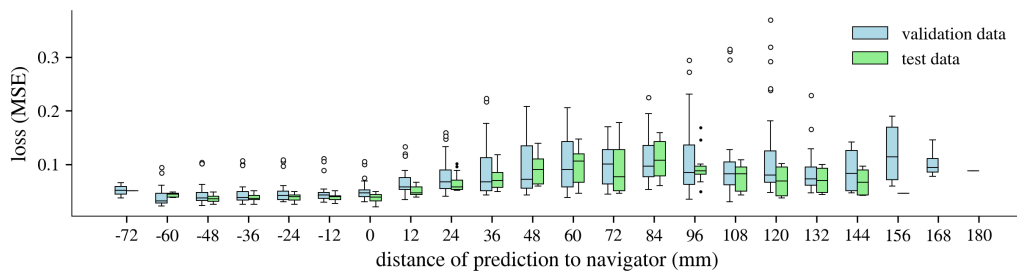 validation data
test data
0.3
0.2
0.1
loss (MSE)
-72 -60 -48 -36 -24 -12 0 12 24 36 48 60 72 84 96 108 120 132 144 156 168 180
distance of prediction to navigator (mm)